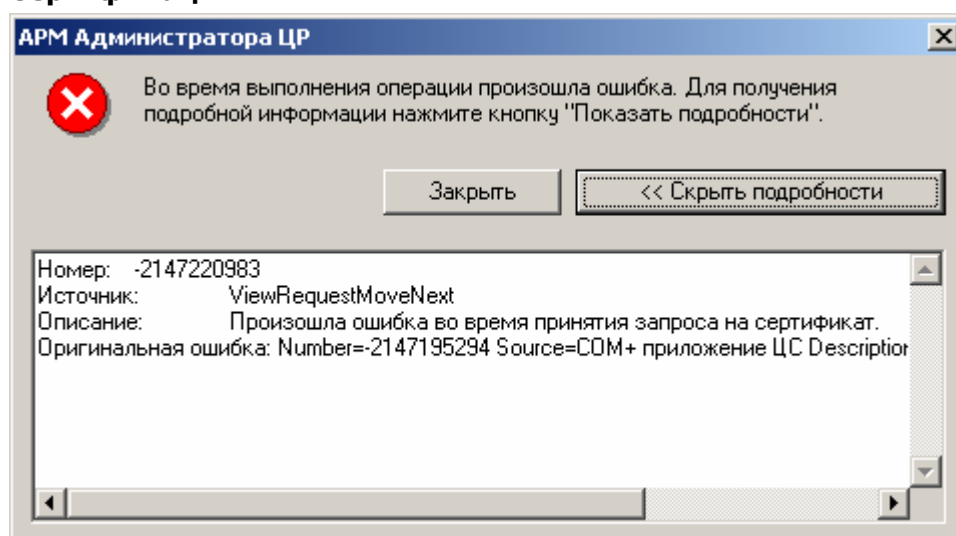 АРМ Администратора ЦР
Во время выполнения операции произошла ошибка. Для получения
подробной информации нажмите кнопку "Показать подробности".
Закрыть
<< Скрыть подробности
Номер: -2147220983
Источник: ViewRequestMoveNext
Описание: Произошла ошибка во время принятия запроса на сертификат.
Оригинальная ошибка: Number=-2147195294 Source=COM+ приложение ЦС Description